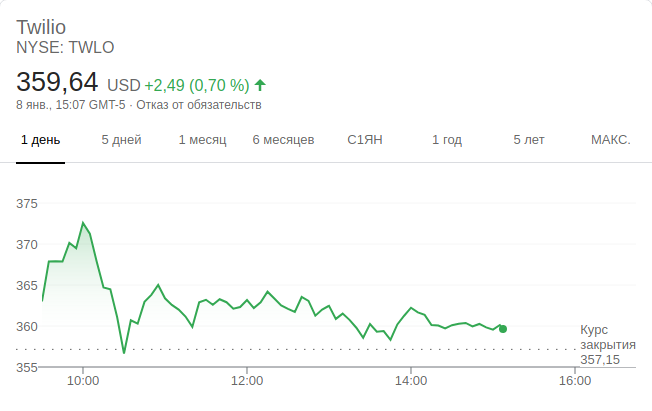 Twilio
NYSE: TWLO
359,64 USD +2,49 (0,70 %)
8 янв., 15:07 GMT-5 · Отказ от обязательств
1 день 5 дней 1 месяц 6 месяцев С1ЯН 1 год 5 лет МАКС.
375
370
365
360
355
Курс
закрытия
357,15
10:00 12:00 14:00 16:00